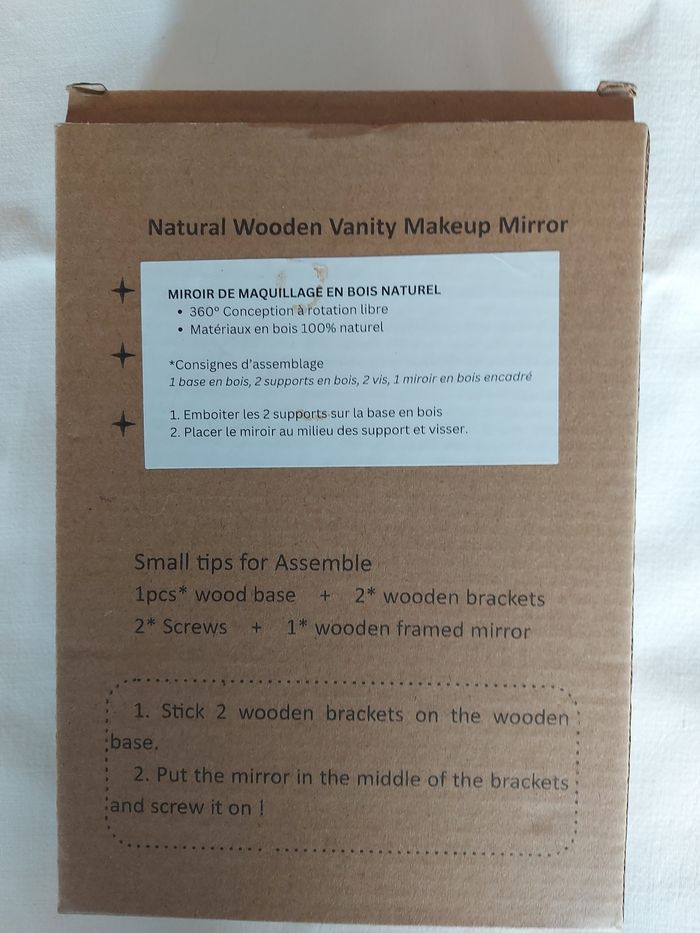 Natural Wooden Vanity Makeup Mirror
MIROIR DE MAQUILLAGE EN BOIS NATUREL
• 360° Conception à rotation libre
• Matériaux en bois 100% naturel
*Consignes d'assemblage
1 base en bois, 2 supports en bois, 2 vis, 1 miroir en bois encadré
1. Emboiter les 2 supports sur la base en bois
2. Placer le miroir au milieu des support et visser.
Small tips for Assemble
1pcs* wood base + 2* wooden brackets
2* Screws + 1* wooden framed mirror
1. Stick 2 wooden brackets on the wooden
base.
2. Put the mirror in the middle of the brackets
and screw it on !